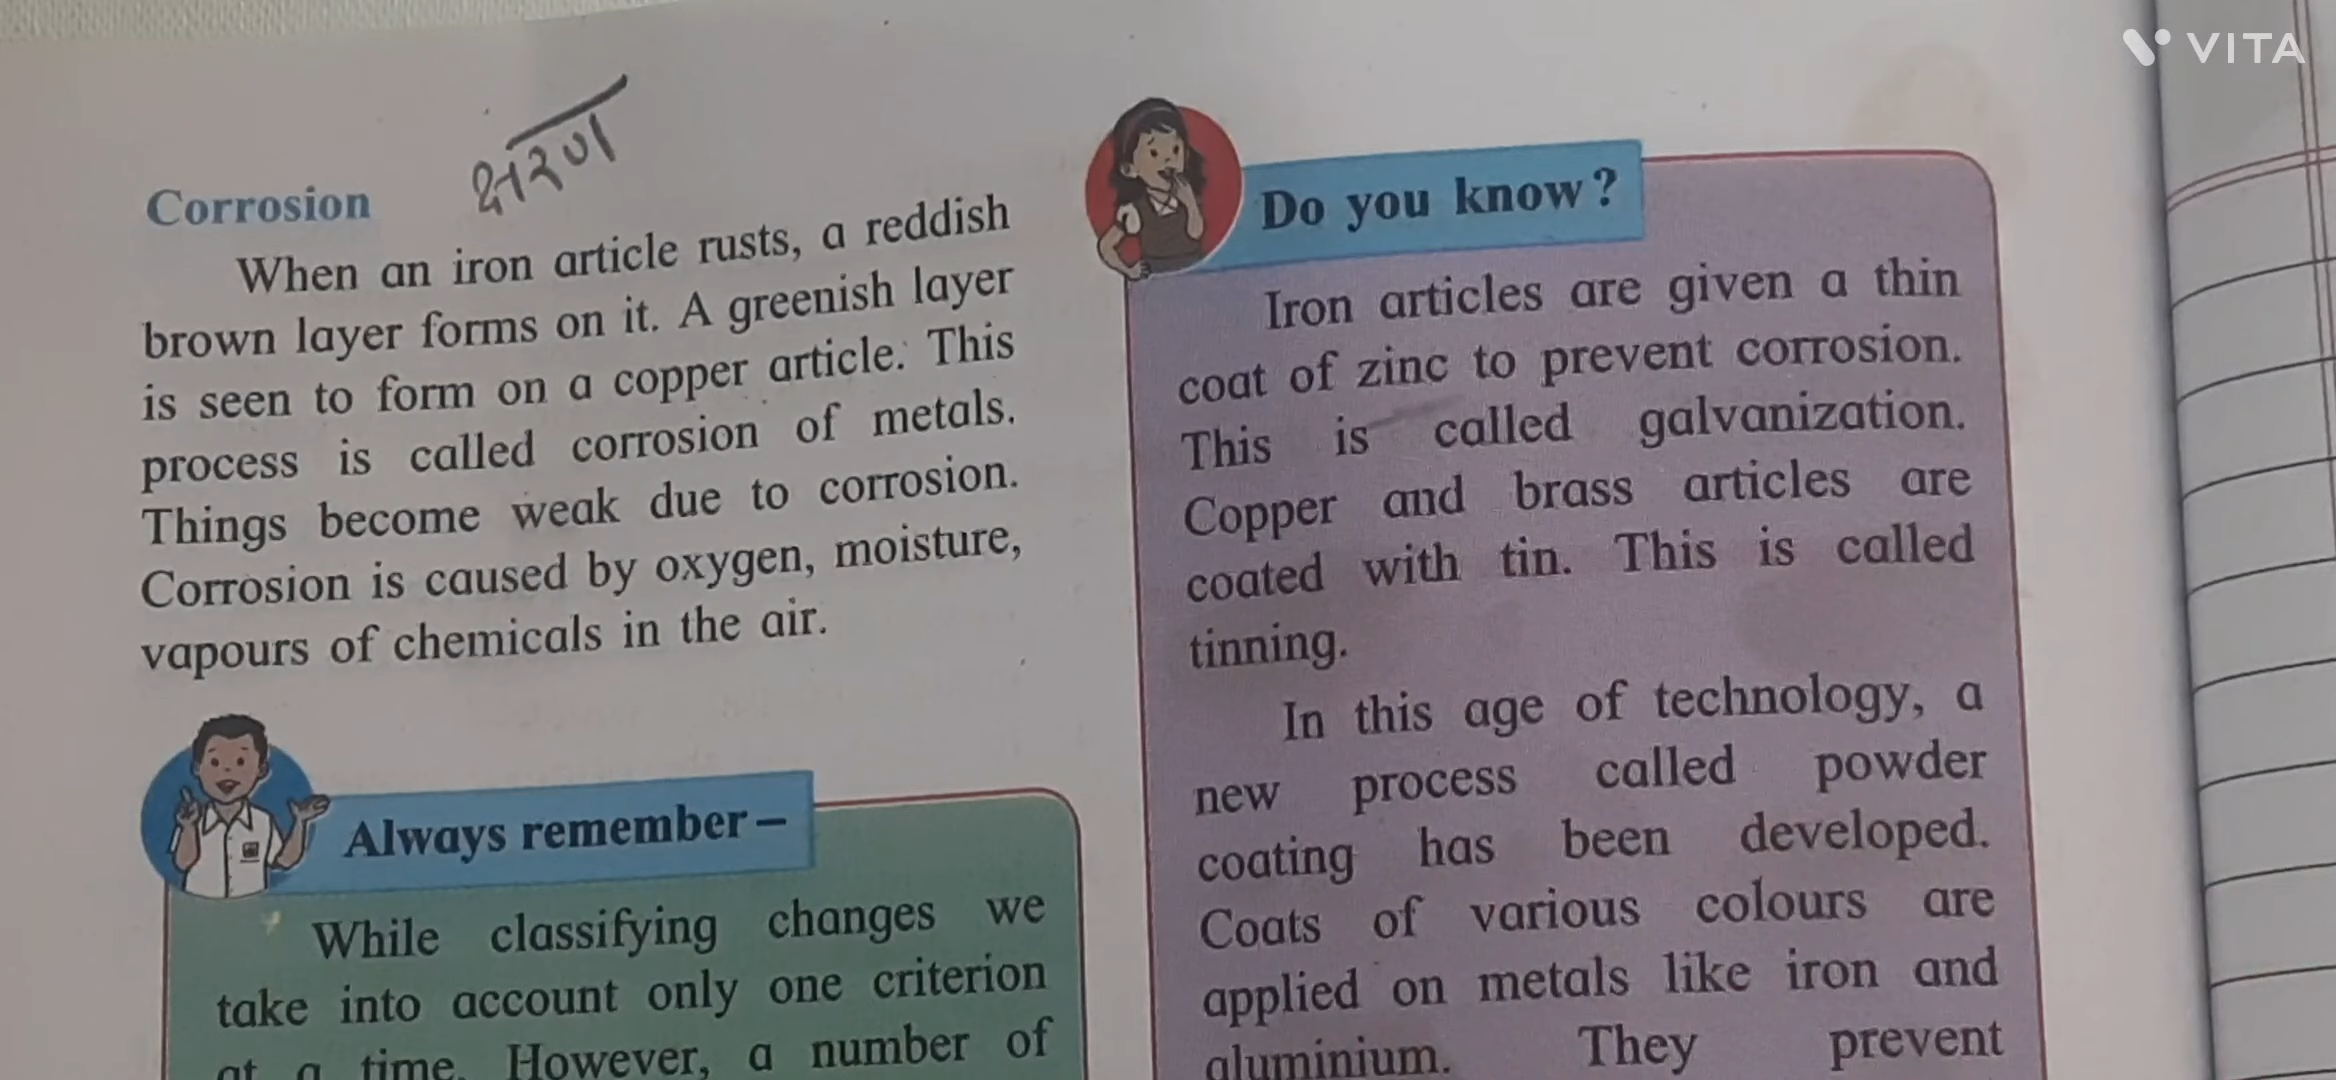 VITA
क्षरण
Corrosion
When an iron article rusts, a reddish
brown layer forms on it. A greenish layer
is seen to form on a copper article. This
process is called corrosion of metals.
Things become weak due to corrosion.
Corrosion is caused by oxygen, moisture,
vapours of chemicals in the air.
Always remember –
While classifying changes we
take into account only one criterion
at a time. However, a number of
Do you know?
Iron articles are given a thin
coat of zinc to prevent corrosion.
This is called galvanization.
Copper and brass articles are
coated with tin. This is called
tinning.
In this age of technology, a
new process called powder
coating has been developed.
Coats of various colours are
applied on metals like iron and
aluminium. They prevent